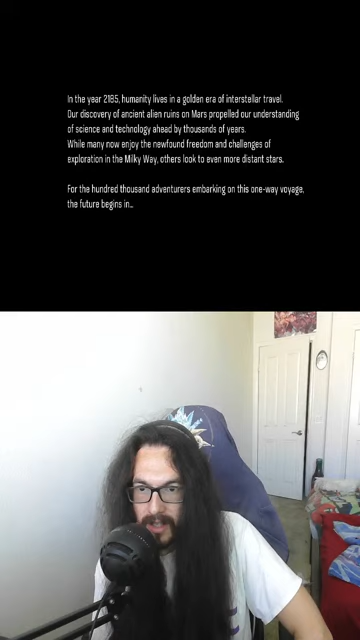 In the year 2185, humanity lives in a golden era of interstellar travel.
Our discovery of ancient alien ruins on Mars propelled our understanding
of science and technology ahead by thousands of years.
While many now enjoy the newfound freedom and challenges of
exploration in the Milky Way, others look to even more distant stars.
For the hundred thousand adventurers embarking on this one-way voyage,
the future begins in...